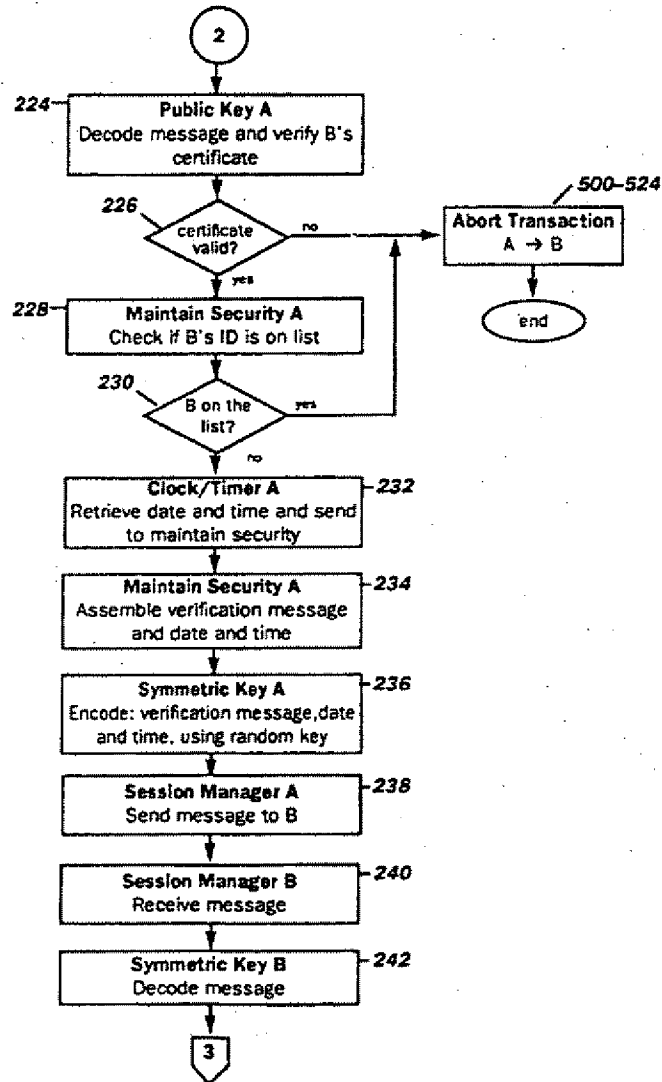 2
224
Public Key A
Decode message and verify B's
certificate
500-524
226
certificate
valid?
no
Abort Transaction
A → B
yes
end
228
Maintain Security A
Check if B's ID is on list
230
B on the
list?
yes
no
Clock/Timer A
232
Retrieve date and time and send
to maintain security
Maintain Security A
234
Assemble verification message
and date and time
Symmetric Key A
236
Encode: verification message,date
and time, using random key
Session Manager A
238
Send message to B
Session Manager B
240
Receive message
Symmetric Key B
242
Decode message
3